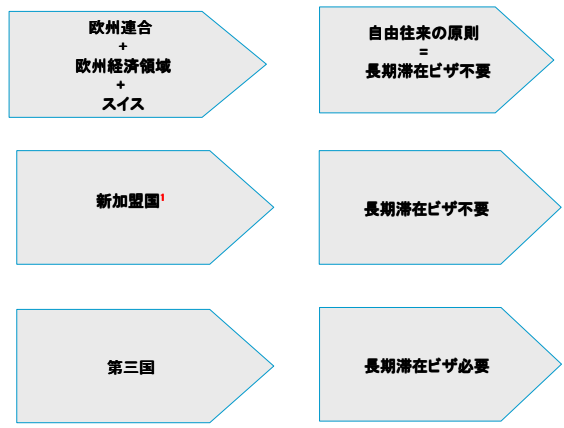 欧州連合
+
欧州経済領域
+
スイス
自由往来の原則
=
長期滞在ビザ不要
新加盟国1
長期滞在ビザ不要
第三国
長期滞在ビザ必要